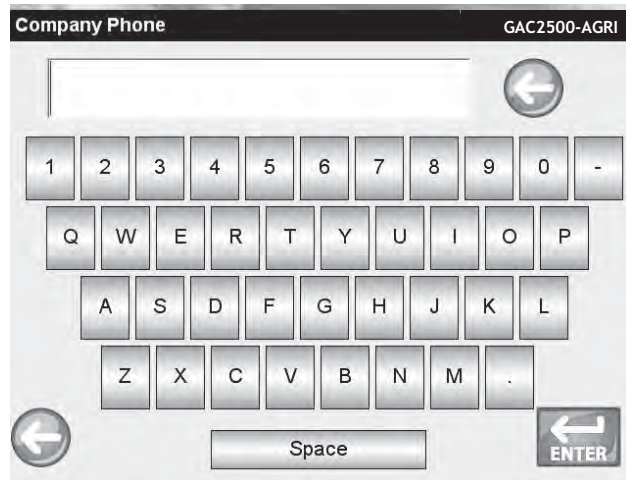 Company Phone GAC2500-AGRI
1 2 3 4 5 6 7 8 9 0 -
Q W E R T Y U I O P
A S D F G H J K L
Z X C V B N M .
Space
ENTER